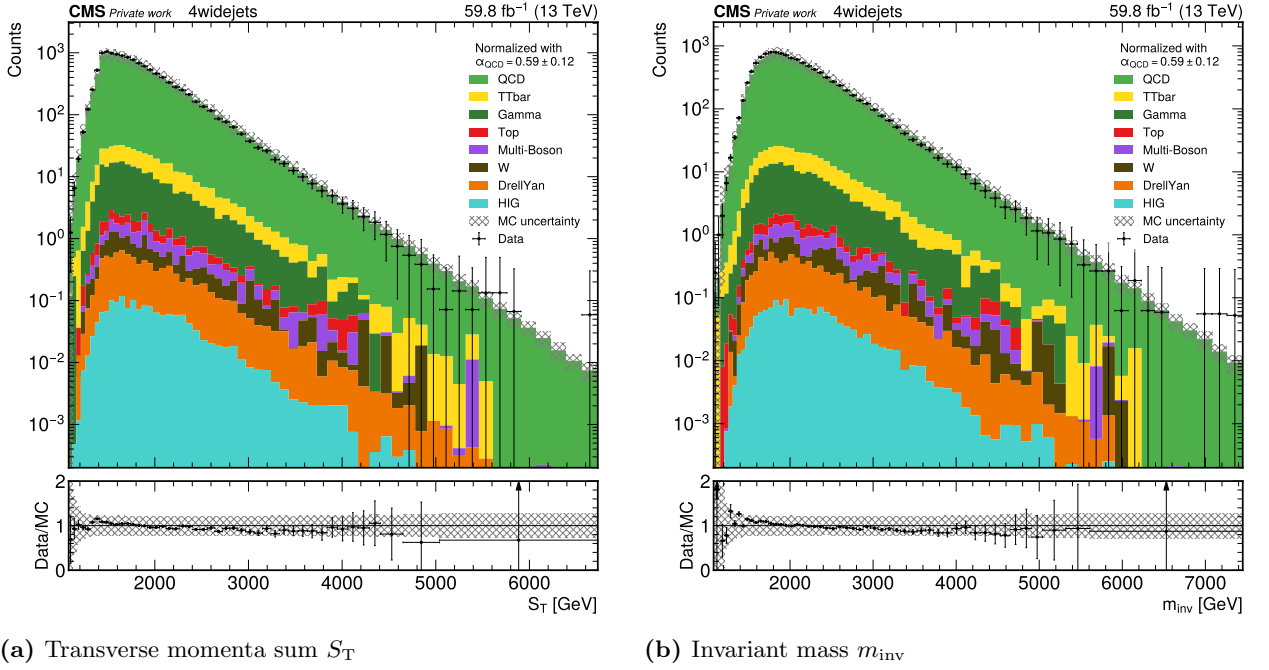 CMS Private work 4widejets 59.8 fb⁻¹ (13 TeV)
Counts
10³
10²
10¹
10⁰
10⁻¹
10⁻²
10⁻³
Normalized with
α_QCD = 0.59 ± 0.12
QCD
TTbar
Gamma
Top
Multi-Boson
W
DrellYan
HIG
MC uncertainty
Data
Data/MC
2
1
0
2000 3000 4000 5000 6000
S_T [GeV]
(a) Transverse momenta sum S_T
CMS Private work 4widejets 59.8 fb⁻¹ (13 TeV)
Counts
10³
10²
10¹
10⁰
10⁻¹
10⁻²
10⁻³
Normalized with
α_QCD = 0.59 ± 0.12
QCD
TTbar
Gamma
Top
Multi-Boson
W
DrellYan
HIG
MC uncertainty
Data
Data/MC
2
1
0
2000 3000 4000 5000 6000 7000
m_inv [GeV]
(b) Invariant mass m_inv